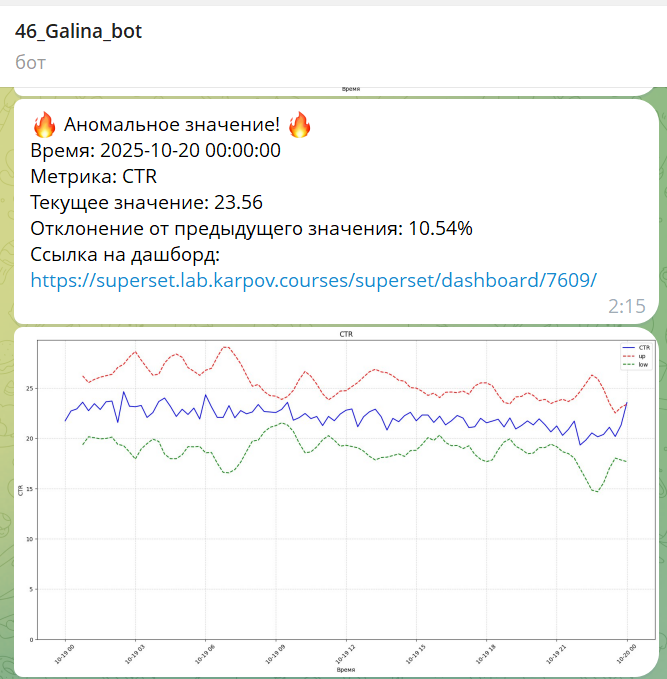 46_Galina_bot
бот
Время
🔥 Аномальное значение! 🔥
Время: 2025-10-20 00:00:00
Метрика: CTR
Текущее значение: 23.56
Отклонение от предыдущего значения: 10.54%
Ссылка на дашборд:
https://superset.lab.karpov.courses/superset/dashboard/7609/
2:15
CTR
CTR
up
low
25
20
15
10
5
0
CTR
10-19 00
10-19 03
10-19 06
10-19 09
10-19 12
10-19 15
10-19 18
10-19 21
10-20 00
Время